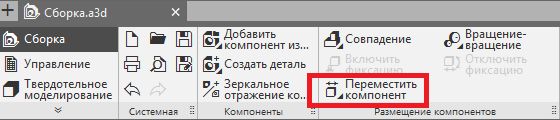 Сборка.a3d
Сборка
Управление
Твердотельное
моделирование
Системная
Добавить
компонент из...
Создать деталь
Зеркальное
отражение ко...
Компоненты
Совпадение
Включить
фиксацию
Переместить
компонент
Вращение-
вращение
Отключить
фиксацию
Размещение компонентов